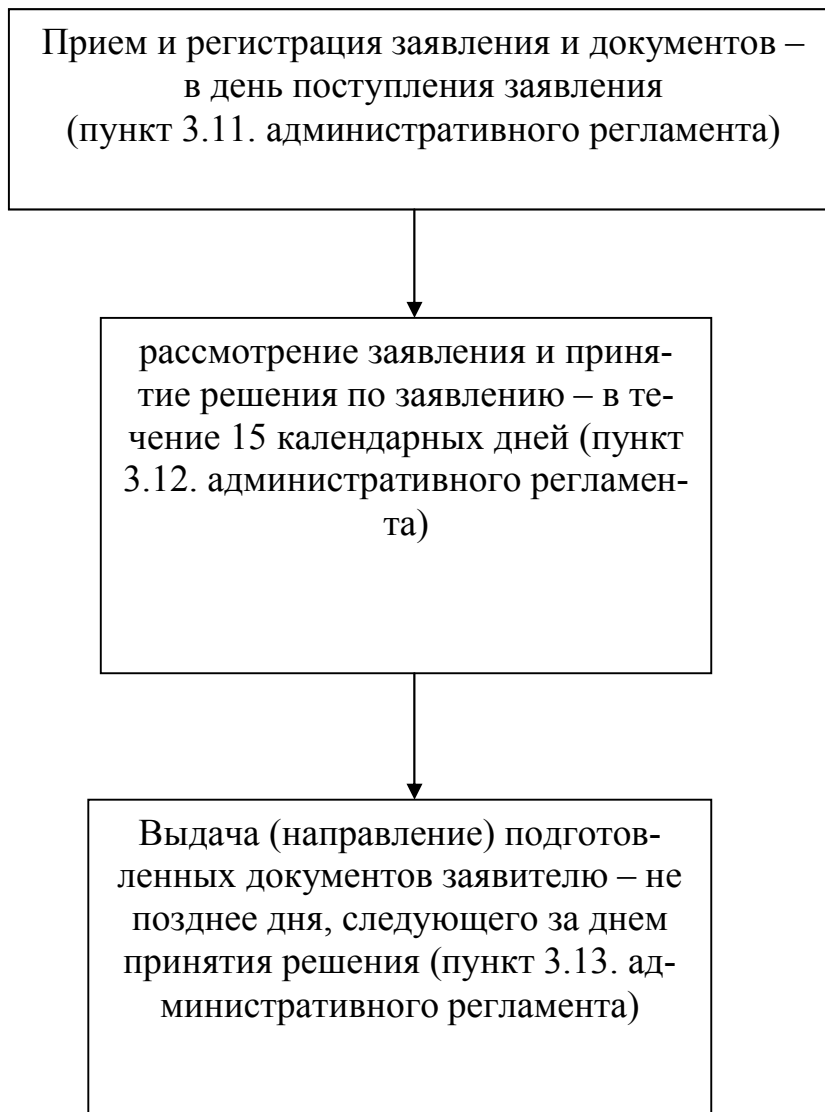 Прием и регистрация заявления и документов –
в день поступления заявления
(пункт 3.11. административного регламента)
рассмотрение заявления и приня-
тие решения по заявлению – в те-
чение 15 календарных дней (пункт
3.12. административного регламен-
та)
Выдача (направление) подготов-
ленных документов заявителю – не
позднее дня, следующего за днем
принятия решения (пункт 3.13. ад-
министративного регламента)